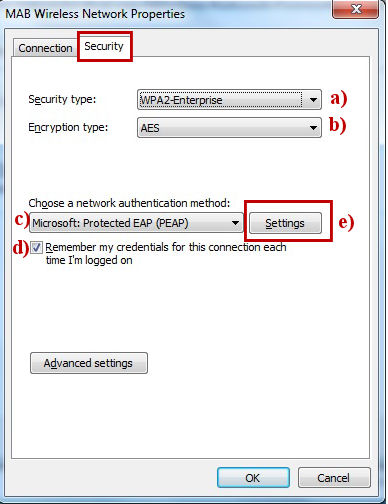 MAB Wireless Network Properties
Connection Security
Security type: WPA2-Enterprise a)
Encryption type: AES b)
Choose a network authentication method:
c) Microsoft: Protected EAP (PEAP) Settings e)
d) Remember my credentials for this connection each
time I'm logged on
Advanced settings
OK Cancel